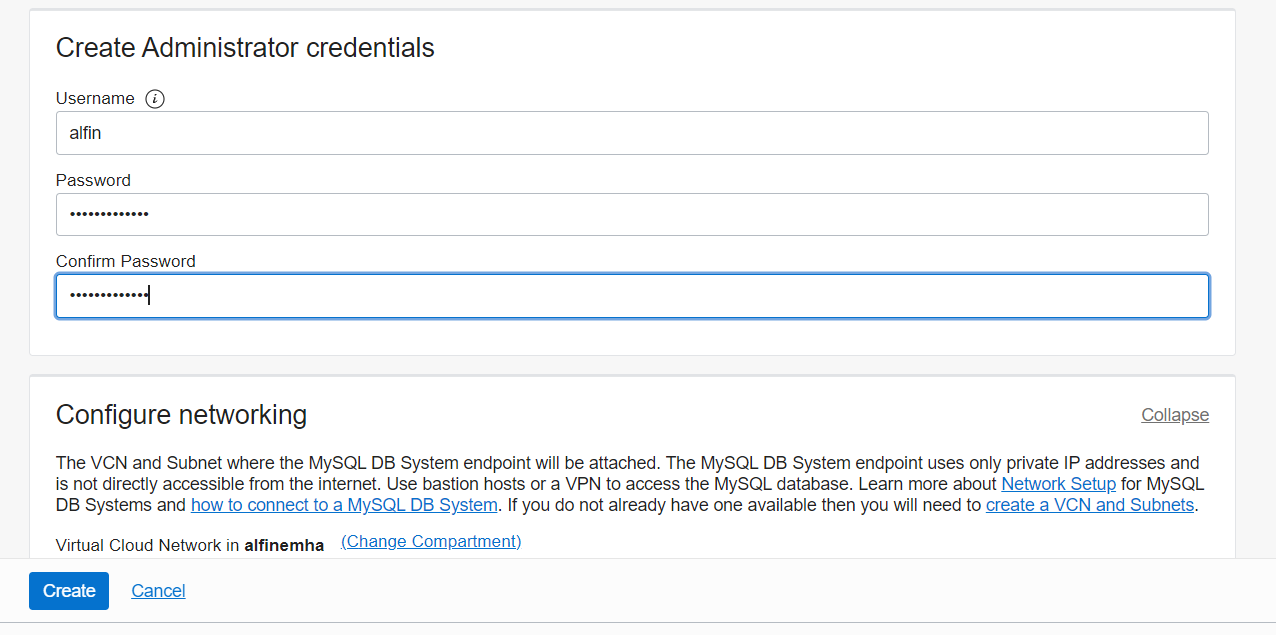 Create Administrator credentials
Username
alfin
Password
•••••••••••••
Confirm Password
•••••••••••••
Configure networking Collapse
The VCN and Subnet where the MySQL DB System endpoint will be attached. The MySQL DB System endpoint uses only private IP addresses and
is not directly accessible from the internet. Use bastion hosts or a VPN to access the MySQL database. Learn more about Network Setup for MySQL
DB Systems and how to connect to a MySQL DB System. If you do not already have one available then you will need to create a VCN and Subnets.
Virtual Cloud Network in alfinemha (Change Compartment)
Create Cancel